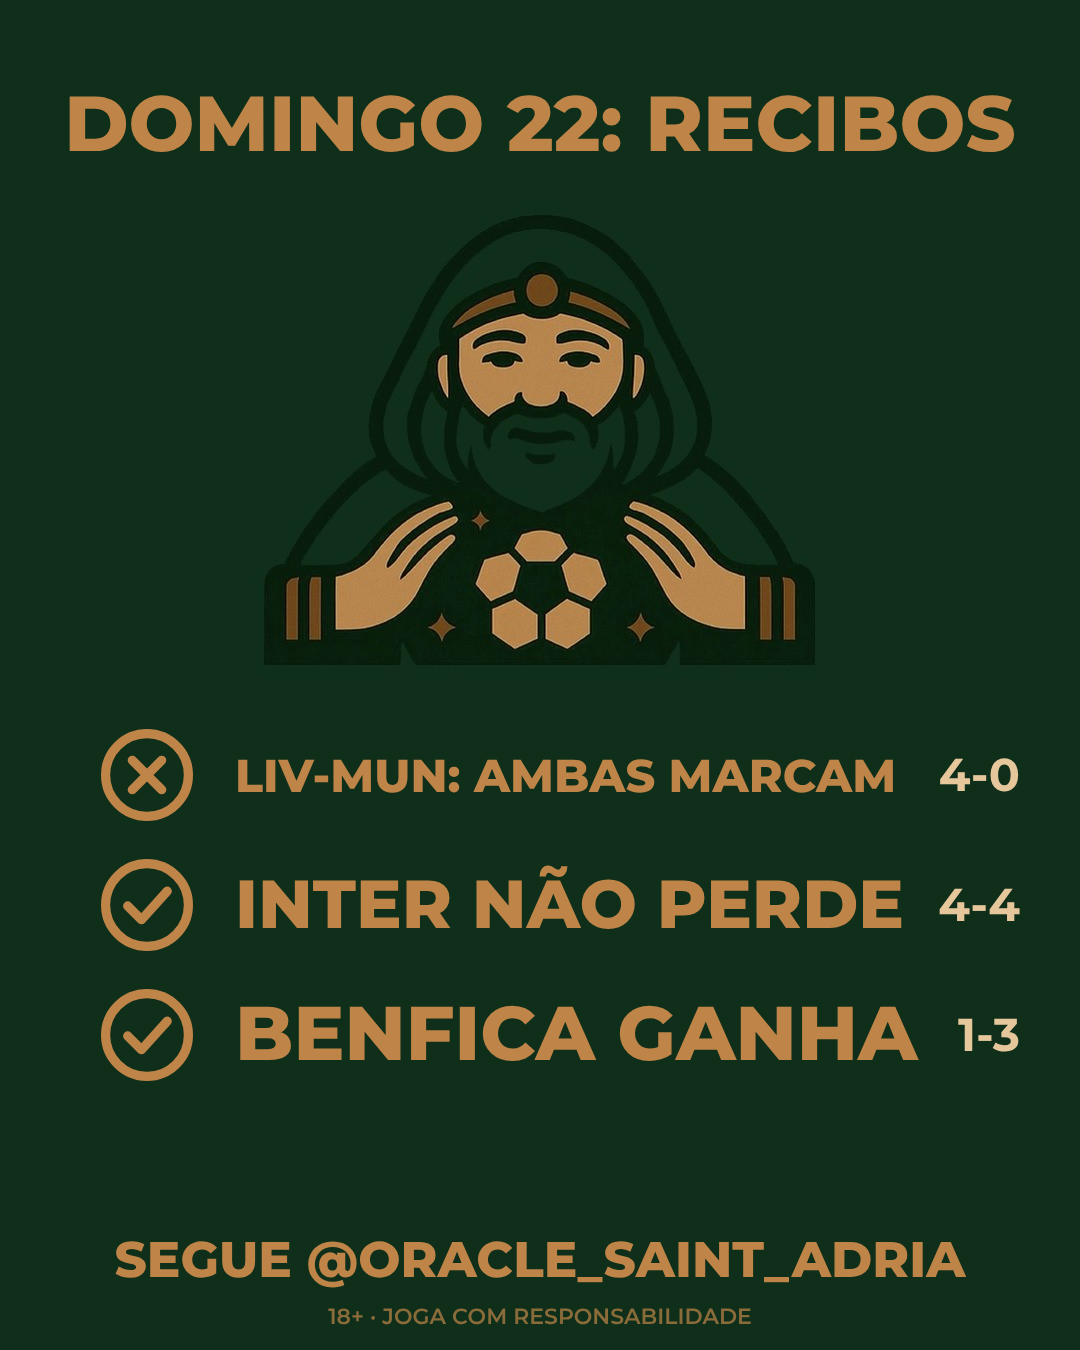 DOMINGO 22: RECIBOS
LIV-MUN: AMBAS MARCAM 4-0
INTER NÃO PERDE 4-4
BENFICA GANHA 1-3
SEGUE @ORACLE_SAINT_ADRIA
18+ · JOGA COM RESPONSABILIDADE